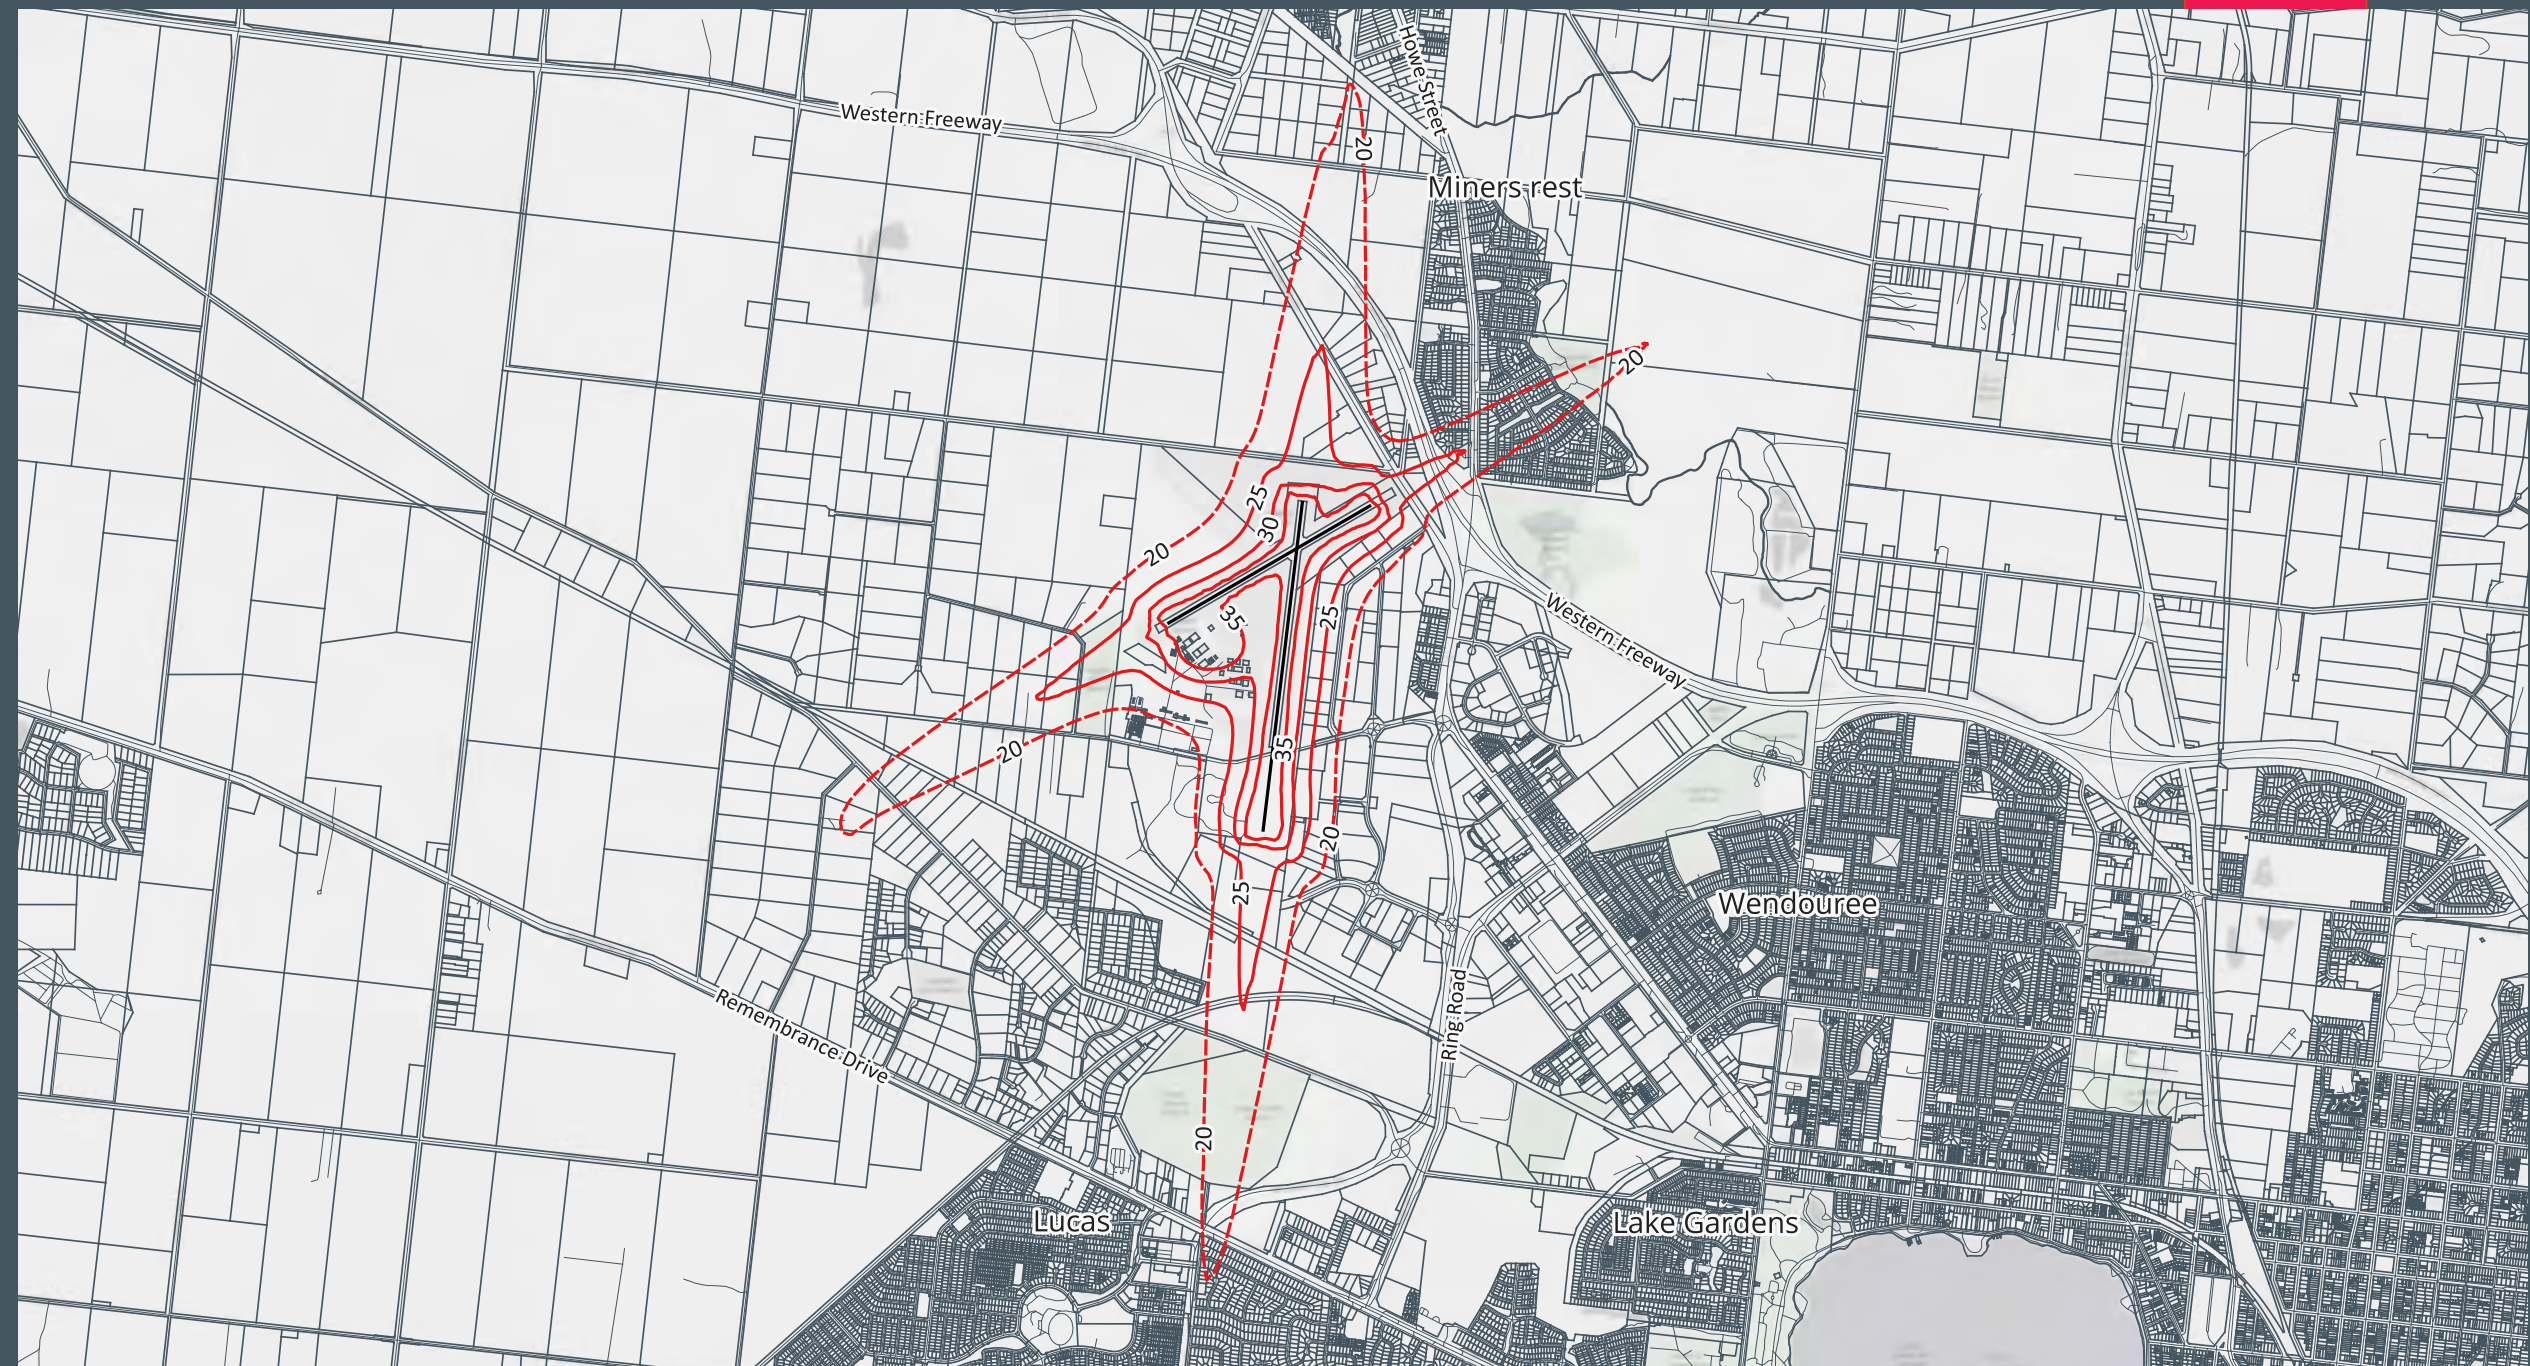 Howe Street
Western Freeway
20
Miners rest
20
25
30
20
Western Freeway
35
25
20
35
20
25
Wendouree
Ring Road
Remembrance Drive
20
Lucas
Lake Gardens